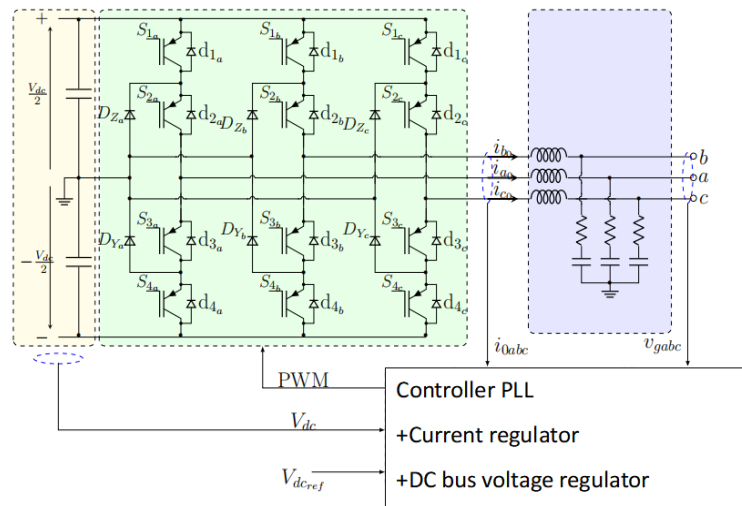 +
S1a S1b S1c
d1a d1b d1c
Vdc/2
S2a S2b S2c
DZa d2a DZb d2b DZc d2c
ib0 b
ia0 a
ic0 c
S3a S3b S3c
DYa d3a DYb d3b DYc d3c
-Vdc/2
S4a S4b S4c
d4a d4b d4c
−
i0abc vgabc
PWM
Controller PLL
Vdc
+Current regulator
Vdcref
+DC bus voltage regulator